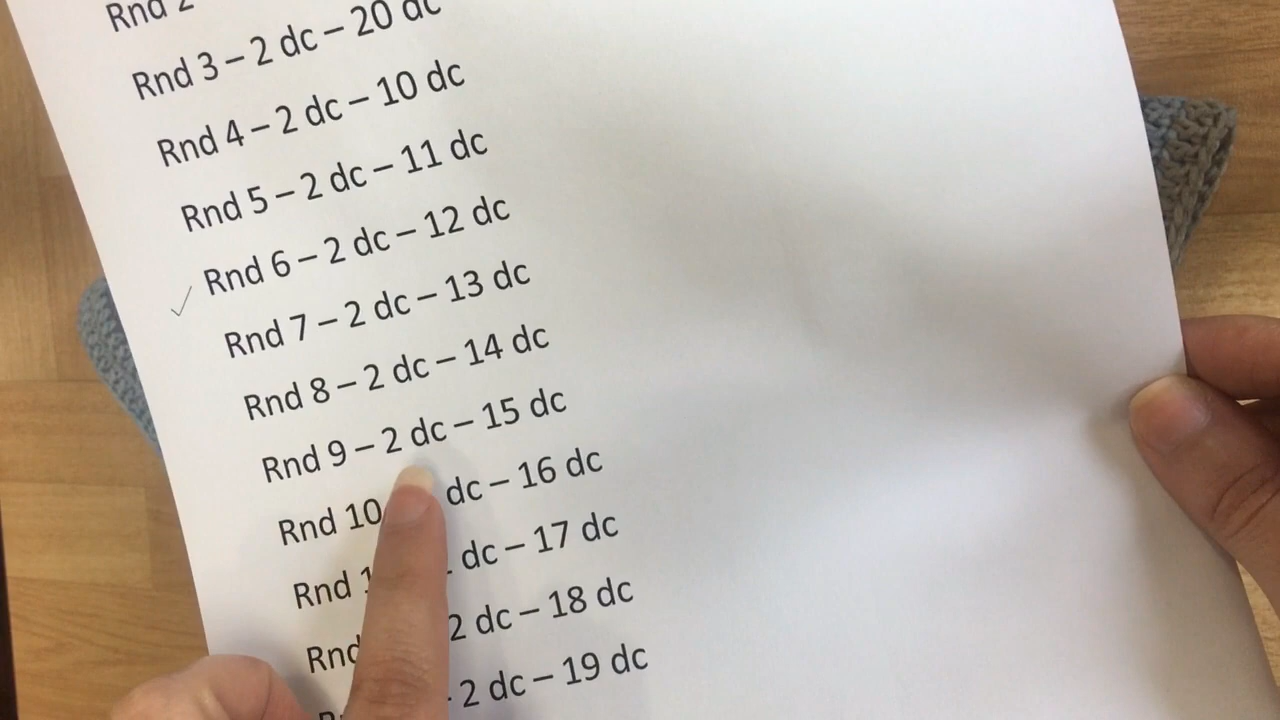 Rnd 2
Rnd 3 – 2 dc – 20 dc
Rnd 4 – 2 dc – 10 dc
Rnd 5 – 2 dc – 11 dc
Rnd 6 – 2 dc – 12 dc
Rnd 7 – 2 dc – 13 dc
Rnd 8 – 2 dc – 14 dc
Rnd 9 – 2 dc – 15 dc
Rnd 10 dc – 16 dc
Rnd dc – 17 dc
Rnd 2 dc – 18 dc
2 dc – 19 dc